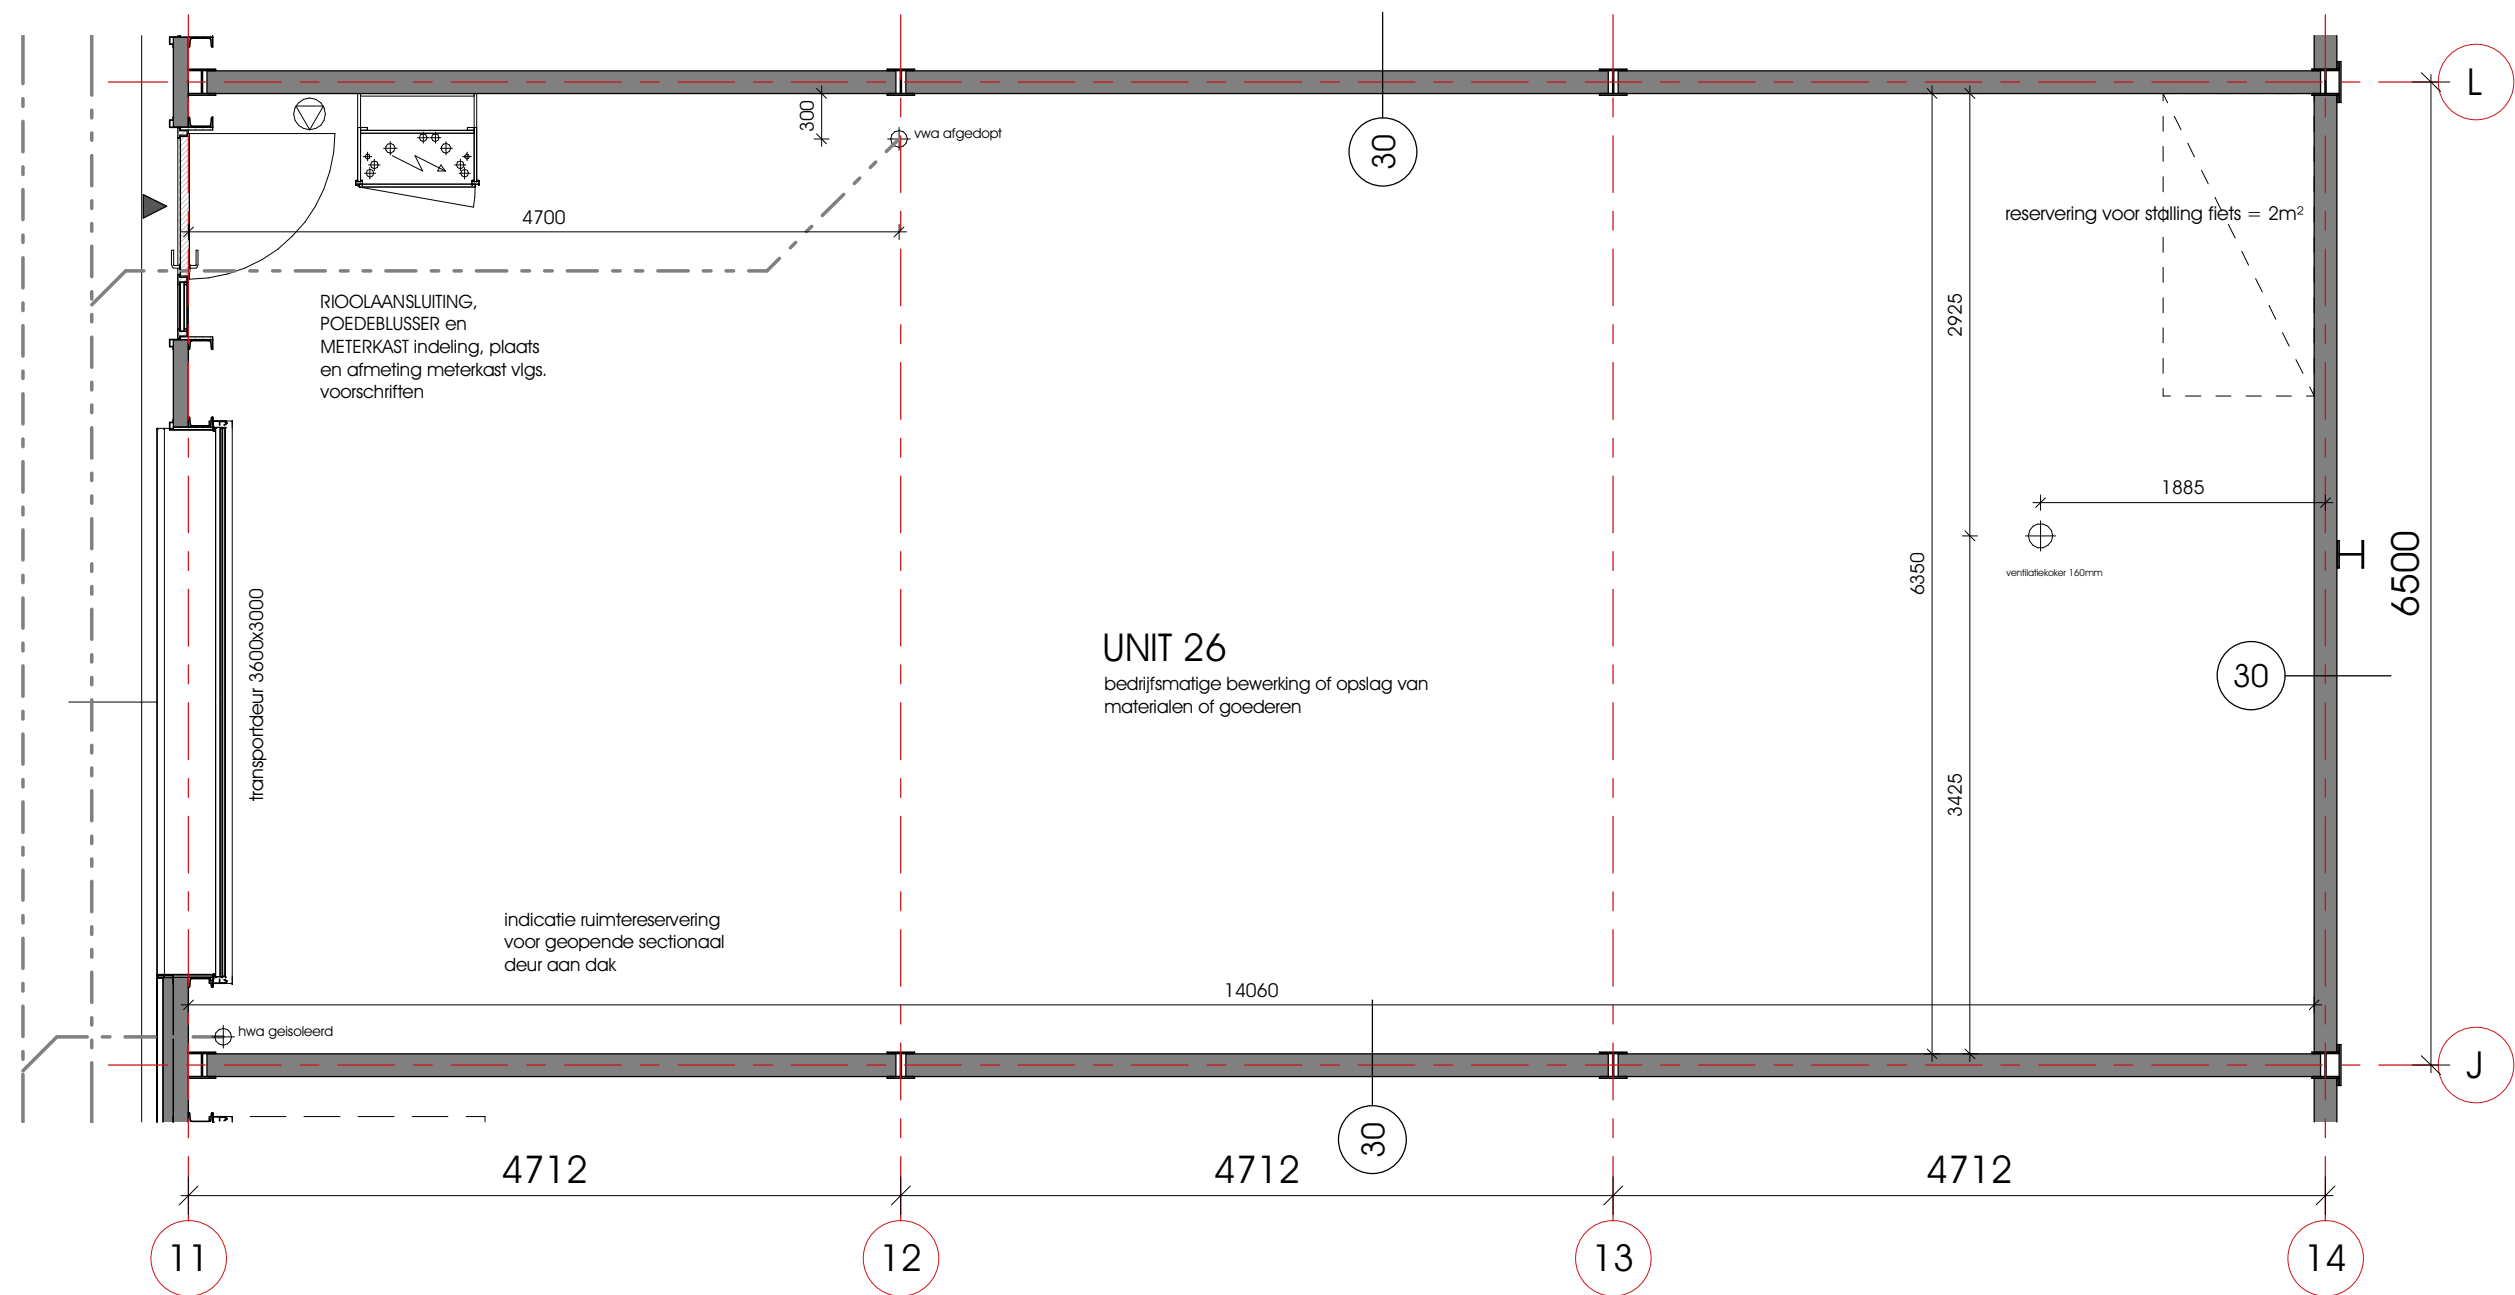 L
30
300
vwa afgedopt
4700
reservering voor stalling fiets = 2m²
RIOOLAANSLUITING,
POEDEBLUSSER en
METERKAST indeling, plaats
en afmeting meterkast vlgs.
voorschriften
2925
1885
6350
ventilatiekoker 160mm
6500
transportdeur 3600x3000
UNIT 26
bedrijfsmatige bewerking of opslag van
materialen of goederen
30
3425
indicatie ruimtereservering
voor geopende sectionaal
deur aan dak
14060
hwa geisoleerd
J
30
4712
4712
4712
11
12
13
14